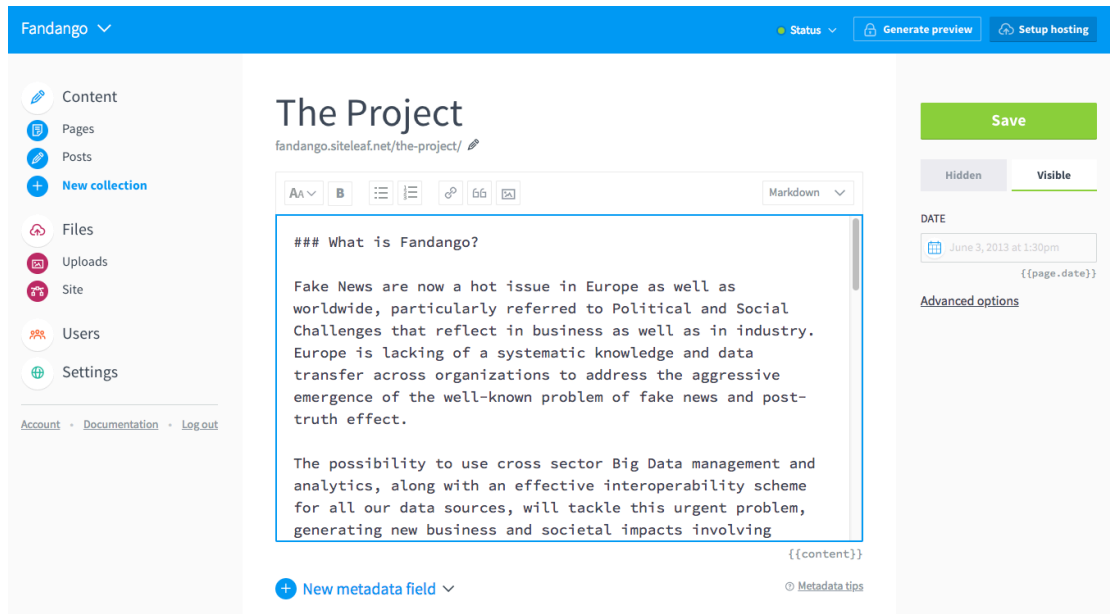 Fandango
Status
Generate preview
Setup hosting
Content
Pages
Posts
New collection
Files
Uploads
Site
Users
Settings
Account • Documentation • Log out
The Project
fandango.siteleaf.net/the-project/
AA B
Markdown
### What is Fandango?
Fake News are now a hot issue in Europe as well as
worldwide, particularly referred to Political and Social
Challenges that reflect in business as well as in industry.
Europe is lacking of a systematic knowledge and data
transfer across organizations to address the aggressive
emergence of the well-known problem of fake news and post-
truth effect.
The possibility to use cross sector Big Data management and
analytics, along with an effective interoperability scheme
for all our data sources, will tackle this urgent problem,
generating new business and societal impacts involving
{{content}}
New metadata field
Metadata tips
Save
Hidden
Visible
DATE
June 3, 2013 at 1:30pm
{{page.date}}
Advanced options